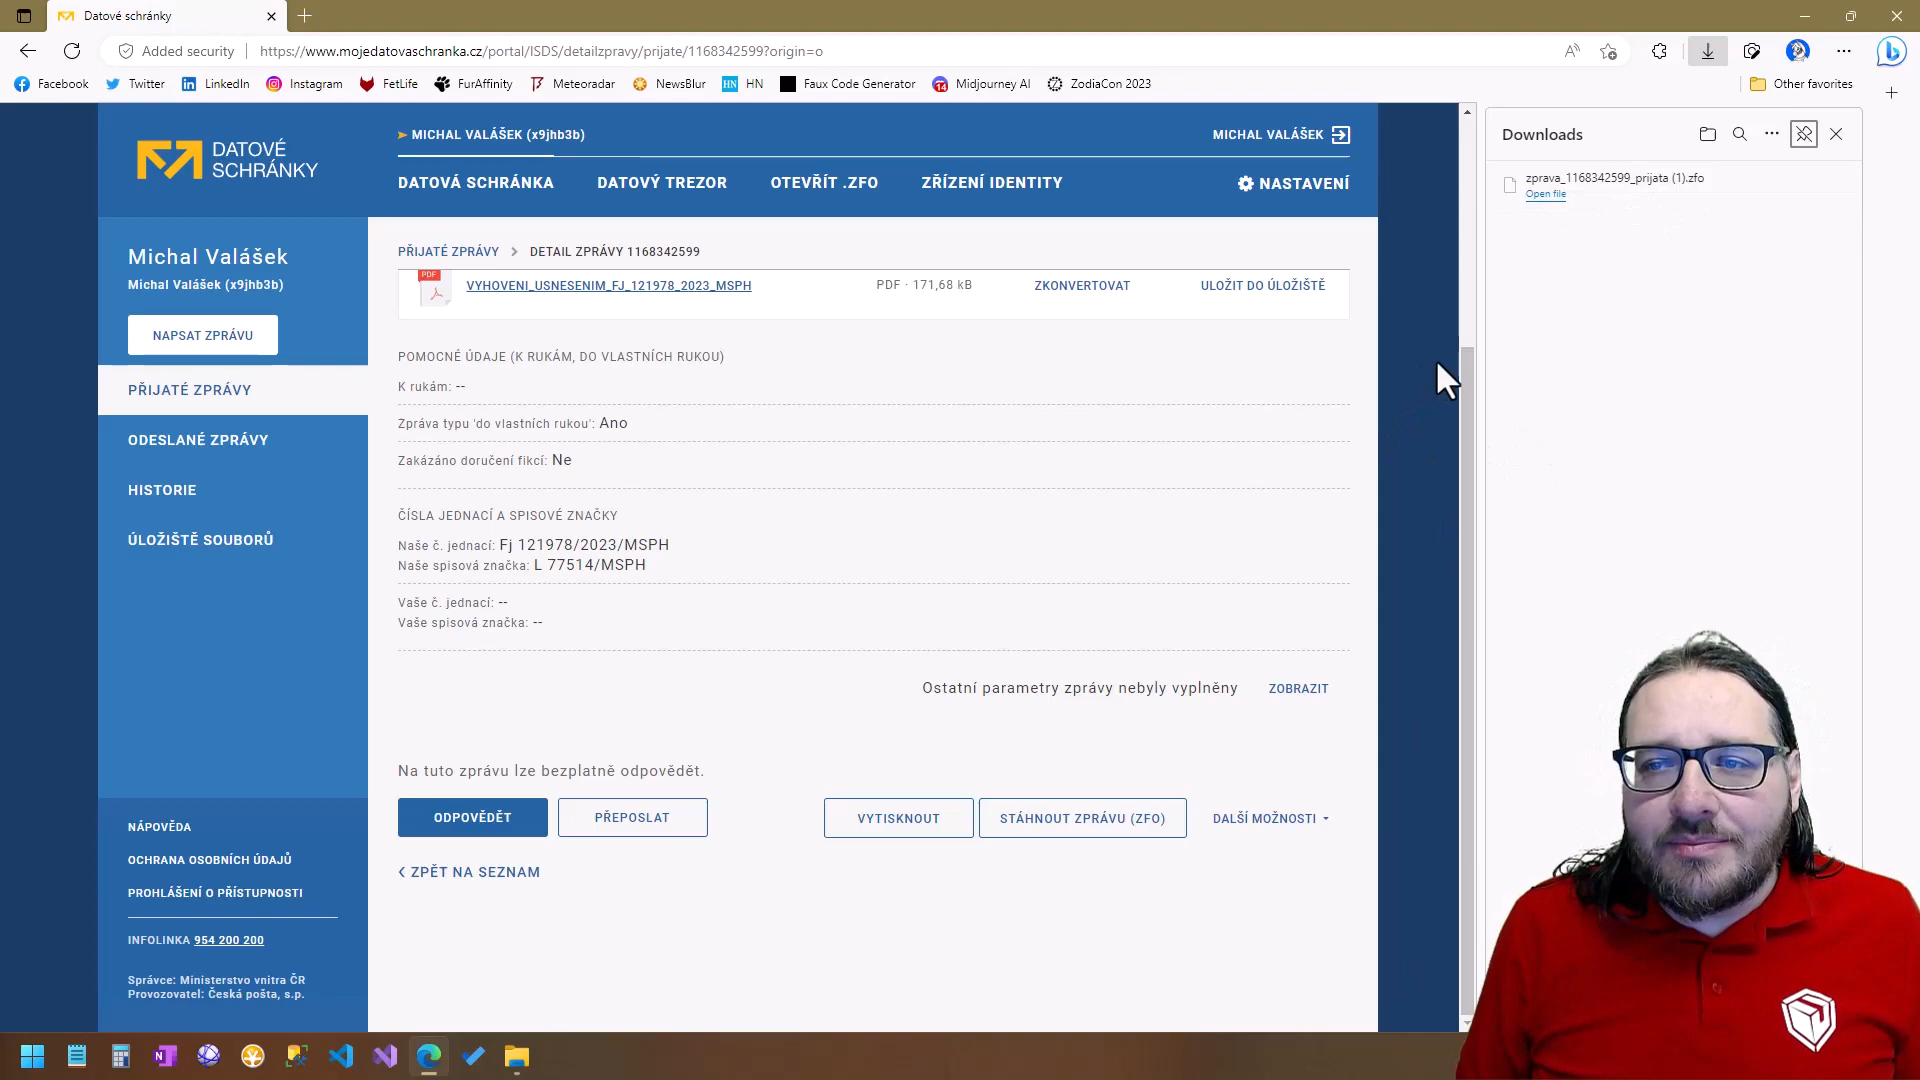 Datové schránky
Added security
https://www.mojedatovaschranka.cz/portal/ISDS/detailzpravy/prijate/1168342599?origin=o
Facebook
Twitter
LinkedIn
Instagram
FetLife
FurAffinity
Meteoradar
NewsBlur
HN HN
Faux Code Generator
14 Midjourney AI
ZodiaCon 2023
Other favorites
DATOVÉ
SCHRÁNKY
MICHAL VALÁŠEK (x9jhb3b)
MICHAL VALÁŠEK
DATOVÁ SCHRÁNKA
DATOVÝ TREZOR
OTEVŘÍT .ZFO
ZŘÍZENÍ IDENTITY
NASTAVENÍ
Downloads
zprava_1168342599_prijata (1).zfo
Open file
Michal Valášek
Michal Valášek (x9jhb3b)
NAPSAT ZPRÁVU
PŘIJATÉ ZPRÁVY
ODESLANÉ ZPRÁVY
HISTORIE
ÚLOŽIŠTĚ SOUBORŮ
NÁPOVĚDA
OCHRANA OSOBNÍCH ÚDAJŮ
PROHLÁŠENÍ O PŘÍSTUPNOSTI
INFOLINKA 954 200 200
Správce: Ministerstvo vnitra ČR
Provozovatel: Česká pošta, s.p.
PŘIJATÉ ZPRÁVY > DETAIL ZPRÁVY 1168342599
PDF
VYHOVENI_USNESENIM_FJ_121978_2023_MSPH
PDF · 171,68 kB
ZKONVERTOVAT
ULOŽIT DO ÚLOŽIŠTĚ
POMOCNÉ ÚDAJE (K RUKÁM, DO VLASTNÍCH RUKOU)
K rukám: --
Zpráva typu 'do vlastních rukou': Ano
Zakázáno doručení fikcí: Ne
ČÍSLA JEDNACÍ A SPISOVÉ ZNAČKY
Naše č. jednací: Fj 121978/2023/MSPH
Naše spisová značka: L 77514/MSPH
Vaše č. jednací: --
Vaše spisová značka: --
Ostatní parametry zprávy nebyly vyplněny
ZOBRAZIT
Na tuto zprávu lze bezplatně odpovědět.
ODPOVĚDĚT
PŘEPOSLAT
VYTISKNOUT
STÁHNOUT ZPRÁVU (ZFO)
DALŠÍ MOŽNOSTI
ZPĚT NA SEZNAM